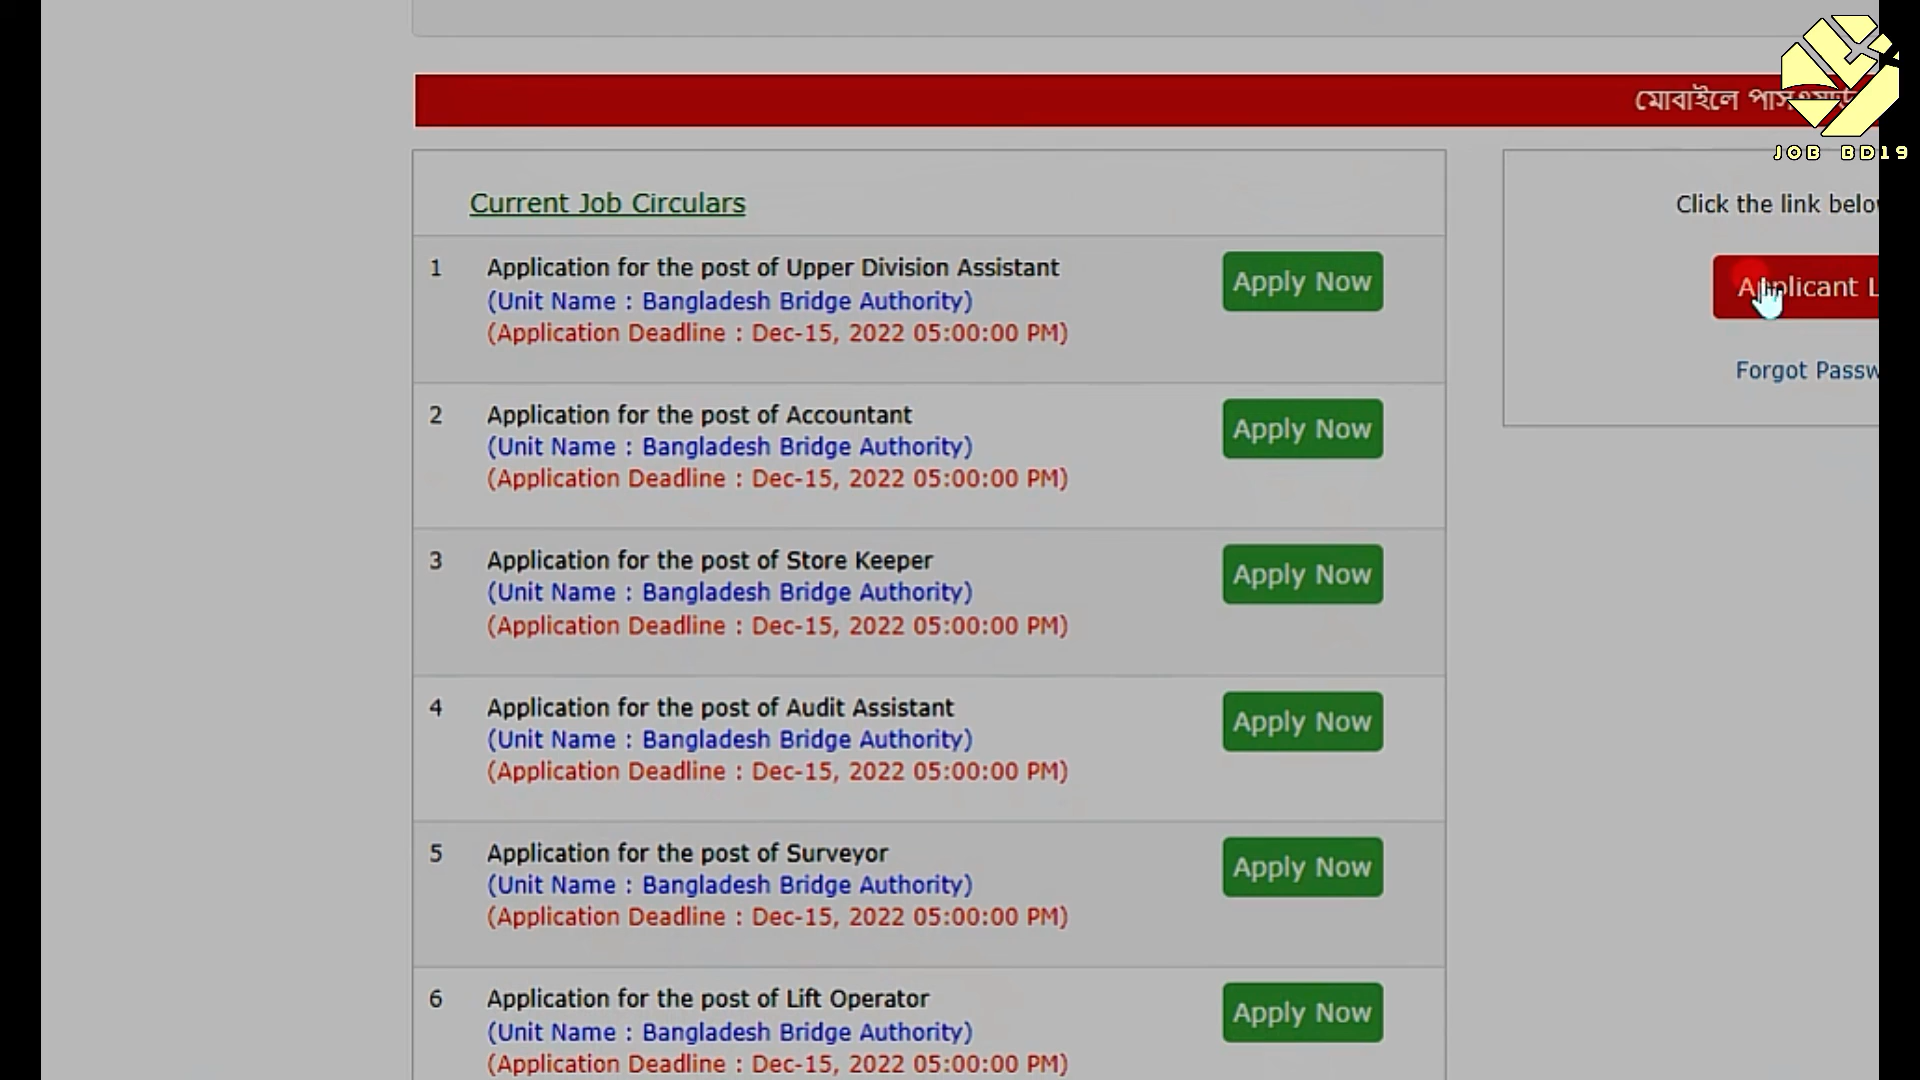 মোবাইলে
JOB BD19
Current Job Circulars
1 Application for the post of Upper Division Assistant Apply Now
(Unit Name : Bangladesh Bridge Authority)
(Application Deadline : Dec-15, 2022 05:00:00 PM)
2 Application for the post of Accountant Apply Now
(Unit Name : Bangladesh Bridge Authority)
(Application Deadline : Dec-15, 2022 05:00:00 PM)
3 Application for the post of Store Keeper Apply Now
(Unit Name : Bangladesh Bridge Authority)
(Application Deadline : Dec-15, 2022 05:00:00 PM)
4 Application for the post of Audit Assistant Apply Now
(Unit Name : Bangladesh Bridge Authority)
(Application Deadline : Dec-15, 2022 05:00:00 PM)
5 Application for the post of Surveyor Apply Now
(Unit Name : Bangladesh Bridge Authority)
(Application Deadline : Dec-15, 2022 05:00:00 PM)
6 Application for the post of Lift Operator Apply Now
(Unit Name : Bangladesh Bridge Authority)
(Application Deadline : Dec-15, 2022 05:00:00 PM)
Click the link belo
Applicant L
Forgot Passw